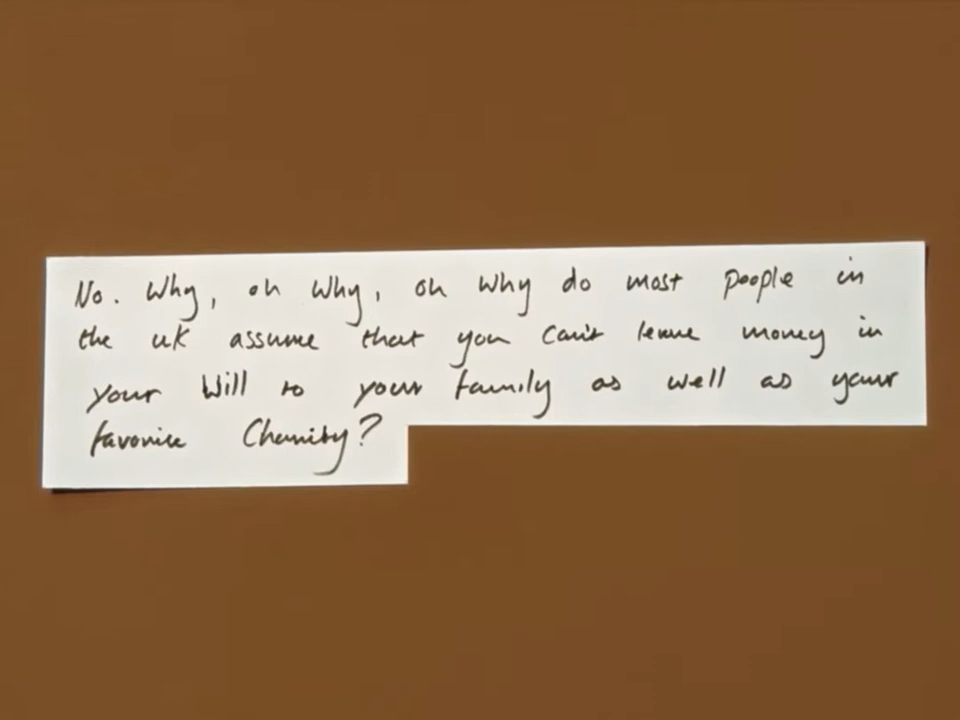 No. Why, oh why, oh why do most people in
the uk assume that you can't leave money in
your Will to your family as well as your
favorite Charity?